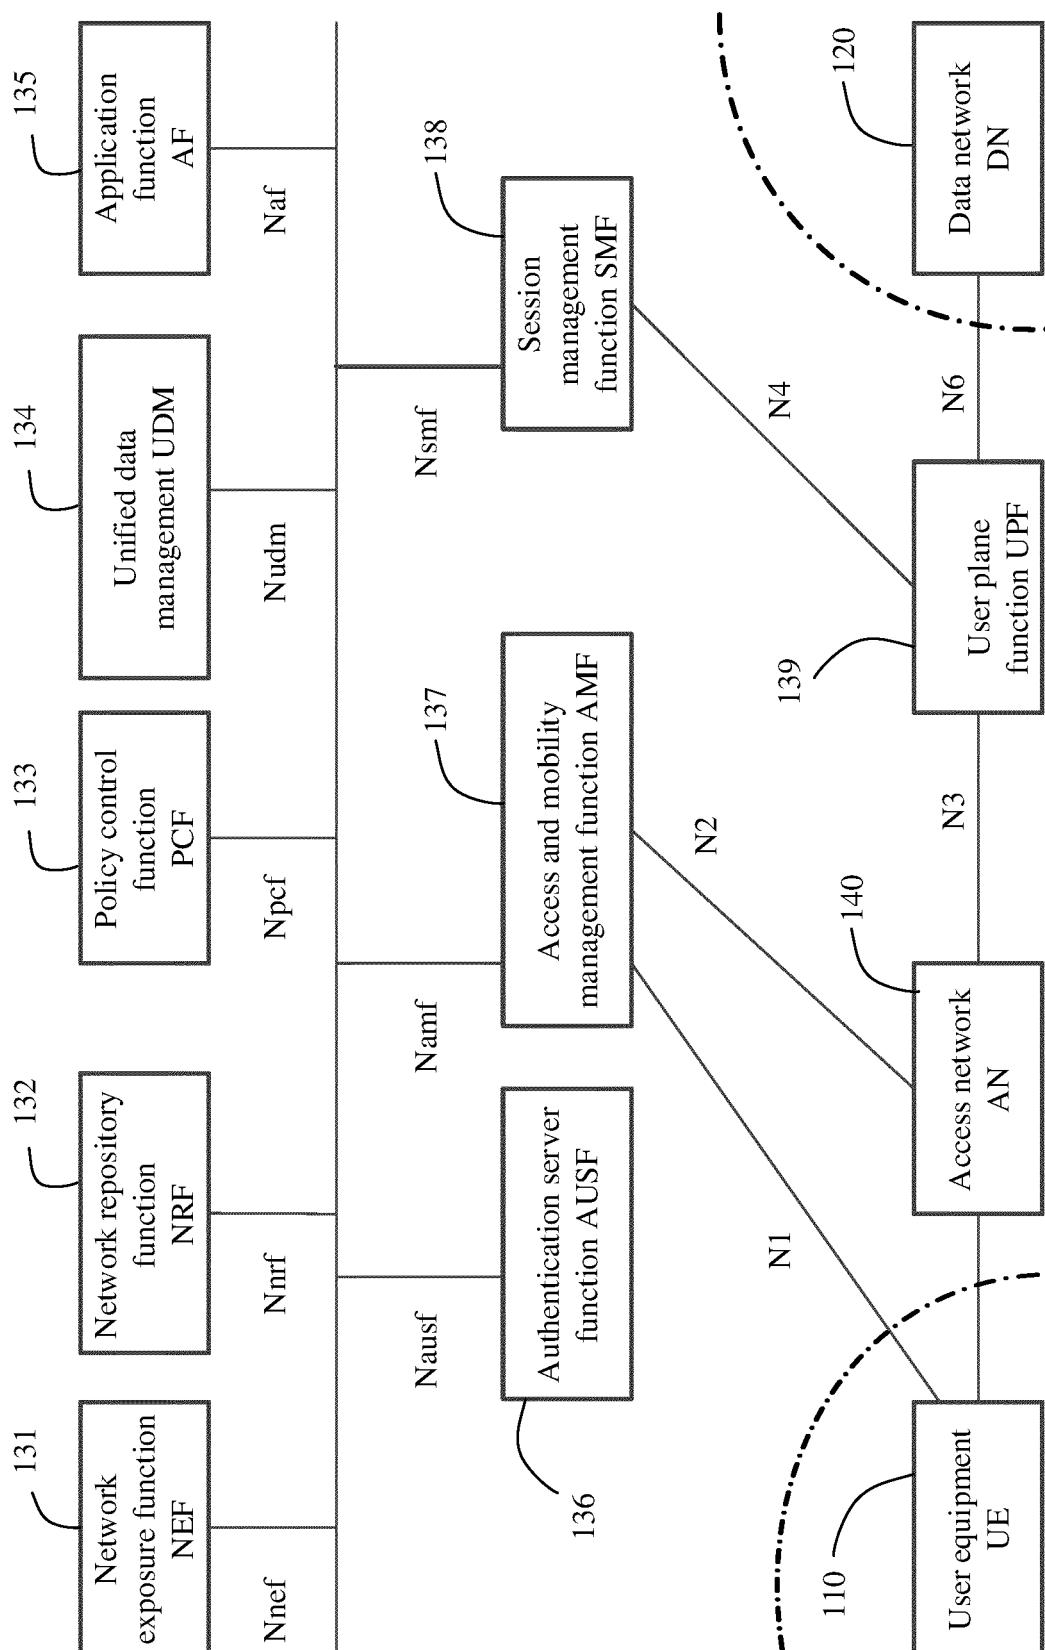 131
132
133
134
135
Network
exposure function
NEF
Network repository
function
NRF
Policy control
function
PCF
Unified data
management UDM
Application
function
AF
Nnef
Nnrf
Npcf
Nudm
Naf
Nausf
Namf
Nsmf
136
137
138
Authentication server
function AUSF
Access and mobility
management function AMF
Session
management
function SMF
N1
N2
N4
110
140
139
120
User equipment
UE
Access network
AN
N3
User plane
function UPF
N6
Data network
DN